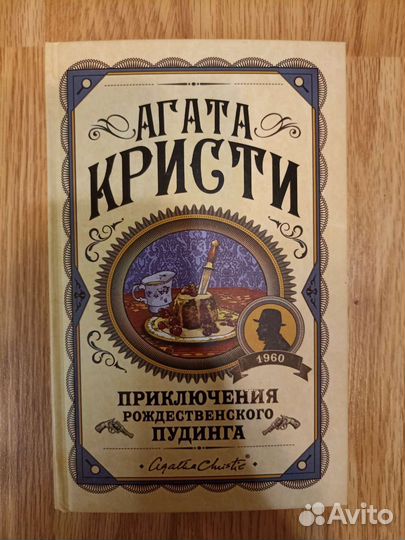 АГАТА
КРИСТИ
1960
ПРИКЛЮЧЕНИЯ
РОЖДЕСТВЕНСКОГО
ПУДИНГА
Agatha Christie®
Avito